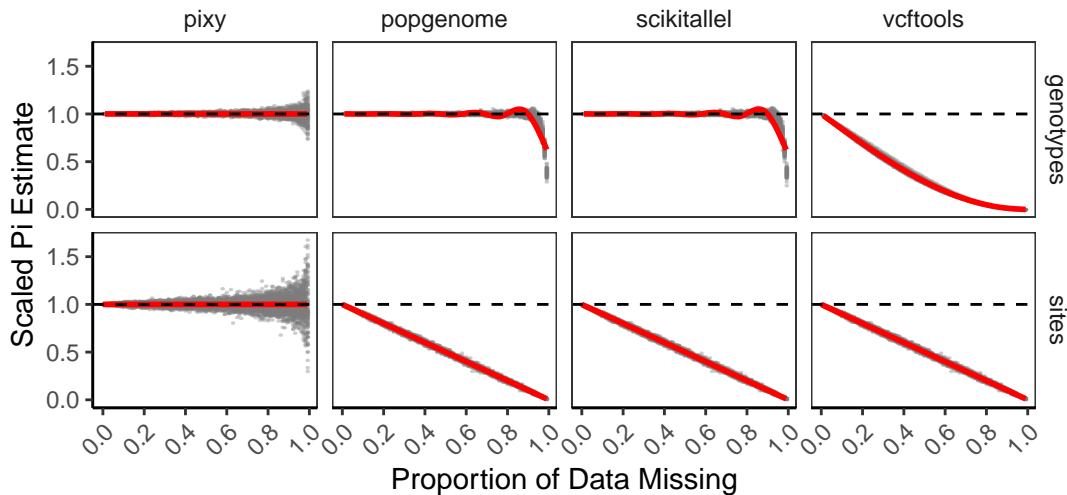 pixy popgenome scikitallel vcftools
1.5
1.0
0.5
0.0
genotypes
Scaled Pi Estimate
1.5
1.0
0.5
0.0
sites
0.0 0.2 0.4 0.6 0.8 1.0 0.0 0.2 0.4 0.6 0.8 1.0 0.0 0.2 0.4 0.6 0.8 1.0 0.0 0.2 0.4 0.6 0.8 1.0
Proportion of Data Missing